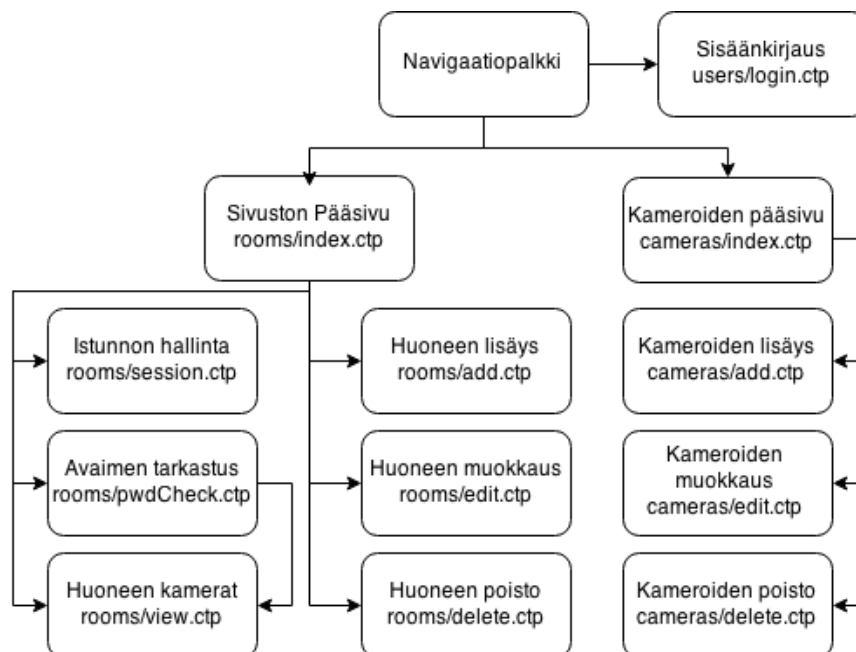 Navigaatiopalkki
Sisäänkirjaus
users/login.ctp
Sivuston Pääsivu
rooms/index.ctp
Kameroiden pääsivu
cameras/index.ctp
Istunnon hallinta
rooms/session.ctp
Huoneen lisäys
rooms/add.ctp
Kameroiden lisäys
cameras/add.ctp
Avaimen tarkastus
rooms/pwdCheck.ctp
Huoneen muokkaus
rooms/edit.ctp
Kameroiden
muokkaus
cameras/edit.ctp
Huoneen kamerat
rooms/view.ctp
Huoneen poisto
rooms/delete.ctp
Kameroiden poisto
cameras/delete.ctp